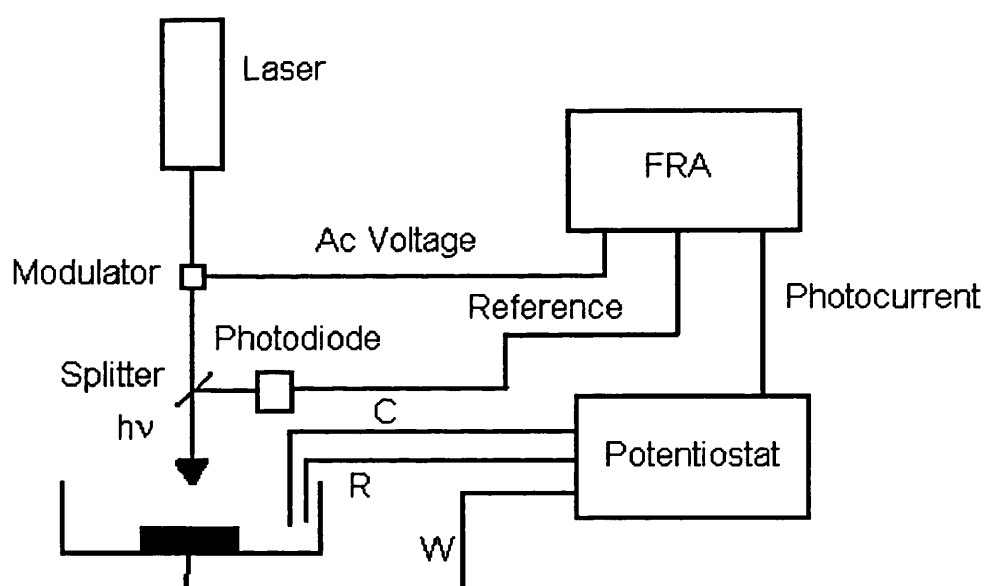 Laser
FRA
Ac Voltage
Modulator
Reference
Photocurrent
Photodiode
Splitter
hν
C
Potentiostat
R
W